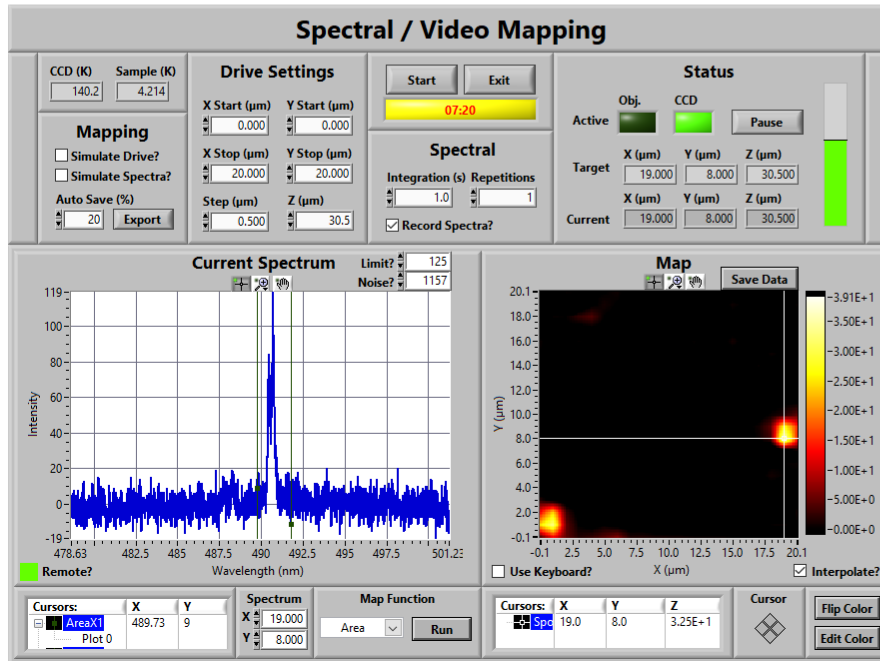 Spectral / Video Mapping
CCD (K) Sample (K)
140.2 4.214
Mapping
Simulate Drive?
Simulate Spectra?
Auto Save (%)
20 Export
Drive Settings
X Start (µm) Y Start (µm)
0.000 0.000
X Stop (µm) Y Stop (µm)
20.000 20.000
Step (µm) Z (µm)
0.500 30.5
Start Exit
07:20
Spectral
Integration (s) Repetitions
1.0 1
Record Spectra?
Status
Obj. CCD
Active Pause
X (µm) Y (µm) Z (µm)
Target 19.000 8.000 30.500
X (µm) Y (µm) Z (µm)
Current 19.000 8.000 30.500
Current Spectrum
Limit? 125
Noise? 1157
119
100
80
60
40
20
0
-19
Intensity
478.63 482.5 485 487.5 490 492.5 495 497.5 501.23
Wavelength (nm)
Remote?
Map
Save Data
20.1
18.0
16.0
14.0
12.0
10.0
8.0
6.0
4.0
2.0
-0.1
Y (µm)
-0.1 2.5 5.0 7.5 10.0 12.5 15.0 17.5 20.1
X (µm)
3.91E+1
3.50E+1
3.00E+1
2.50E+1
2.00E+1
1.50E+1
1.00E+1
5.00E+0
0.00E+0
Use Keyboard?
Interpolate?
Cursors: X Y
AreaX1 489.73 9
Plot 0
Spectrum
X 19.000
Y 8.000
Map Function
Area Run
Cursors: X Y Z
Spo 19.0 8.0 3.25E+1
Cursor
Flip Color
Edit Color